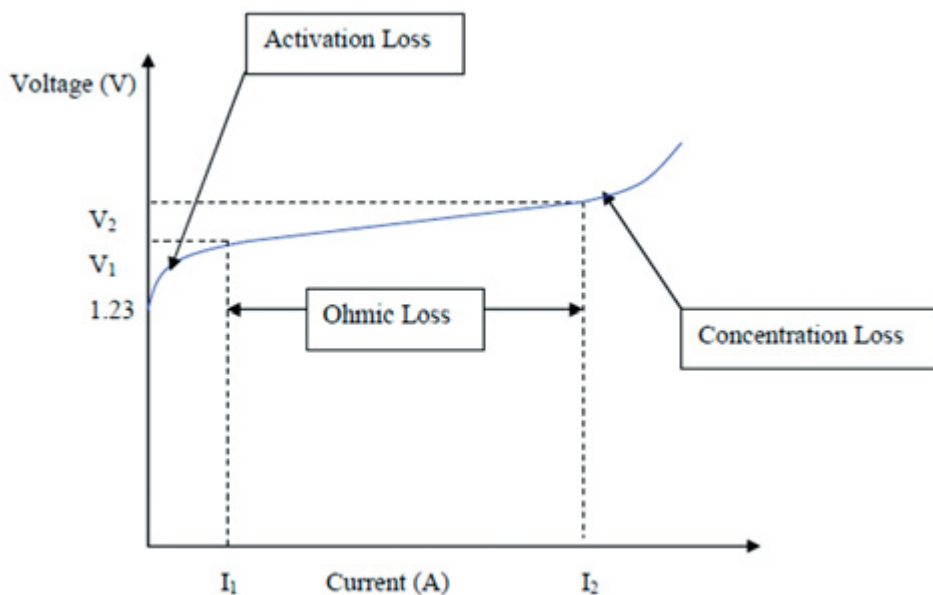 Activation Loss
Voltage (V)
V₂
V₁
1.23
Ohmic Loss
Concentration Loss
I₁
Current (A)
I₂